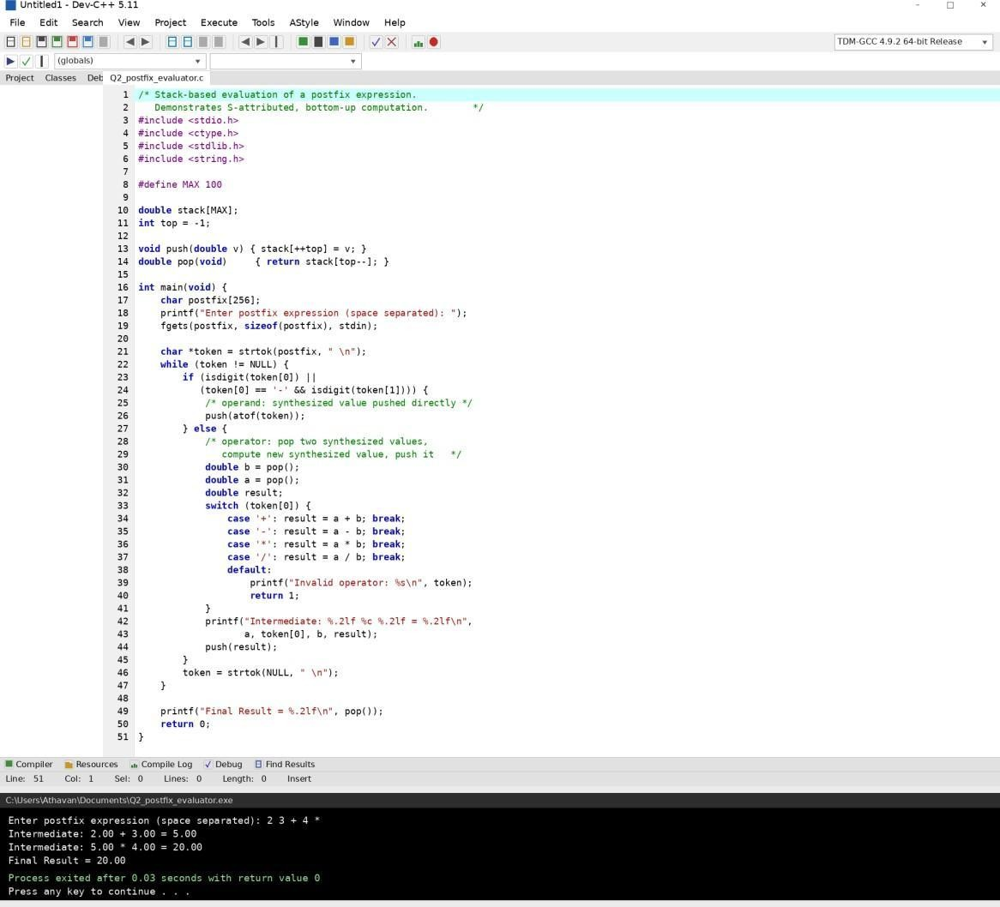 Untitled1 - Dev-C++ 5.11
File Edit Search View Project Execute Tools AStyle Window Help
TDM-GCC 4.9.2 64-bit Release
(globals)
Project Classes Deb Q2_postfix_evaluator.c
1 /* Stack-based evaluation of a postfix expression.
2    Demonstrates S-attributed, bottom-up computation.        */
3 #include <stdio.h>
4 #include <ctype.h>
5 #include <stdlib.h>
6 #include <string.h>
7
8 #define MAX 100
9
10 double stack[MAX];
11 int top = -1;
12
13 void push(double v) { stack[++top] = v; }
14 double pop(void)     { return stack[top--]; }
15
16 int main(void) {
17     char postfix[256];
18     printf("Enter postfix expression (space separated): ");
19     fgets(postfix, sizeof(postfix), stdin);
20
21     char *token = strtok(postfix, " \n");
22     while (token != NULL) {
23         if (isdigit(token[0]) ||
24            (token[0] == '-' && isdigit(token[1]))) {
25             /* operand: synthesized value pushed directly */
26             push(atof(token));
27         } else {
28             /* operator: pop two synthesized values,
29                compute new synthesized value, push it   */
30             double b = pop();
31             double a = pop();
32             double result;
33             switch (token[0]) {
34                 case '+': result = a + b; break;
35                 case '-': result = a - b; break;
36                 case '*': result = a * b; break;
37                 case '/': result = a / b; break;
38                 default:
39                     printf("Invalid operator: %s\n", token);
40                     return 1;
41             }
42             printf("Intermediate: %.2lf %c %.2lf = %.2lf\n",
43                    a, token[0], b, result);
44             push(result);
45         }
46         token = strtok(NULL, " \n");
47     }
48
49     printf("Final Result = %.2lf\n", pop());
50     return 0;
51 }
Compiler Resources Compile Log Debug Find Results
Line: 51 Col: 1 Sel: 0 Lines: 0 Length: 0 Insert
C:\Users\Athavan\Documents\Q2_postfix_evaluator.exe
Enter postfix expression (space separated): 2 3 + 4 *
Intermediate: 2.00 + 3.00 = 5.00
Intermediate: 5.00 * 4.00 = 20.00
Final Result = 20.00
Process exited after 0.03 seconds with return value 0
Press any key to continue . . .